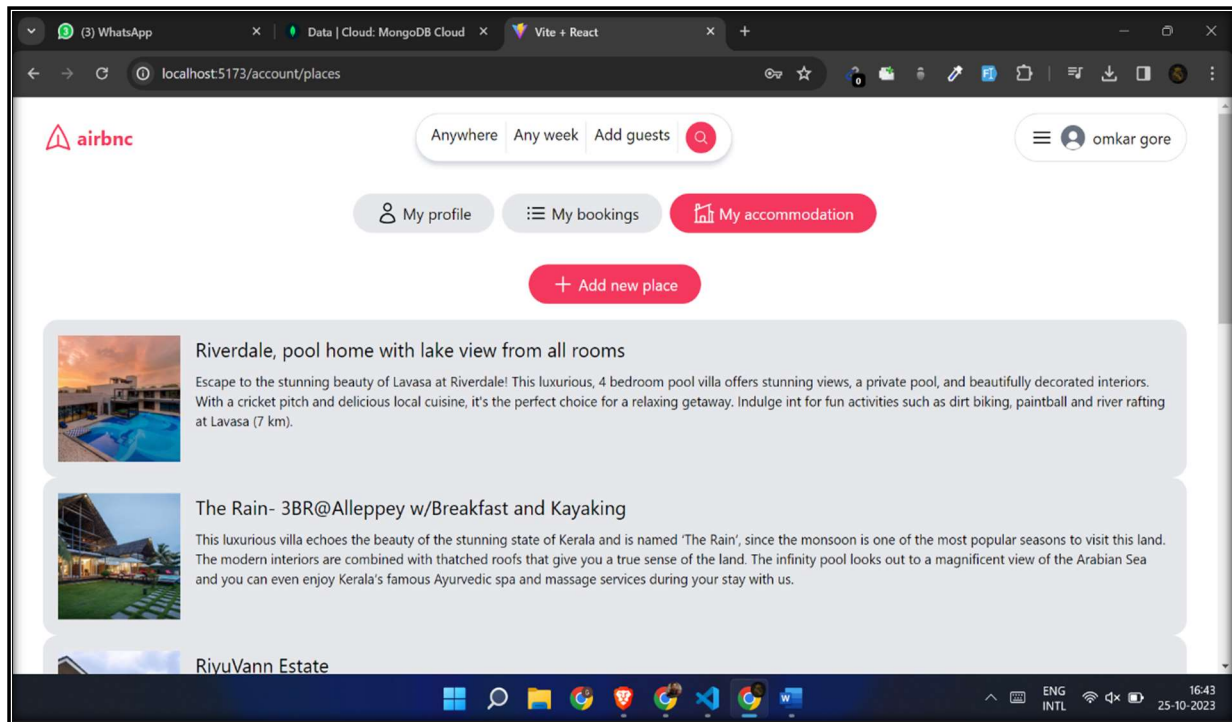 (3) WhatsApp
Data | Cloud: MongoDB Cloud
Vite + React
localhost:5173/account/places
0
airbnc
Anywhere Any week Add guests
omkar gore
My profile
My bookings
My accommodation
+ Add new place
Riverdale, pool home with lake view from all rooms
Escape to the stunning beauty of Lavasa at Riverdale! This luxurious, 4 bedroom pool villa offers stunning views, a private pool, and beautifully decorated interiors.
With a cricket pitch and delicious local cuisine, it's the perfect choice for a relaxing getaway. Indulge int for fun activities such as dirt biking, paintball and river rafting
at Lavasa (7 km).
The Rain- 3BR@Alleppey w/Breakfast and Kayaking
This luxurious villa echoes the beauty of the stunning state of Kerala and is named 'The Rain', since the monsoon is one of the most popular seasons to visit this land.
The modern interiors are combined with thatched roofs that give you a true sense of the land. The infinity pool looks out to a magnificent view of the Arabian Sea
and you can even enjoy Kerala's famous Ayurvedic spa and massage services during your stay with us.
RiyuVann Estate
ENG
INTL
16:43
25-10-2023